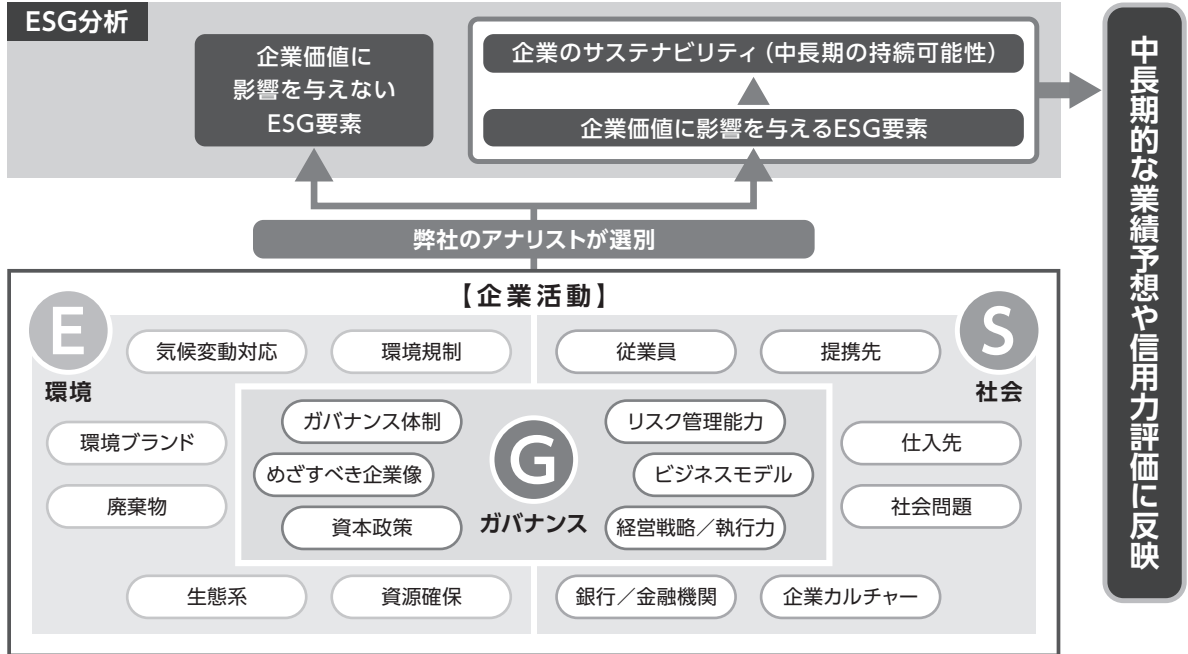 ESG分析
企業価値に
影響を与えない
ESG要素
企業のサステナビリティ(中長期の持続可能性)
企業価値に影響を与えるESG要素
中長期的な業績予想や信用力評価に反映
弊社のアナリストが選別
【企業活動】
E
環境
気候変動対応
環境規制
従業員
提携先
S
社会
環境ブランド
廃棄物
ガバナンス体制
めざすべき企業像
資本政策
G
ガバナンス
リスク管理能力
ビジネスモデル
経営戦略/執行力
仕入先
社会問題
生態系
資源確保
銀行/金融機関
企業カルチャー